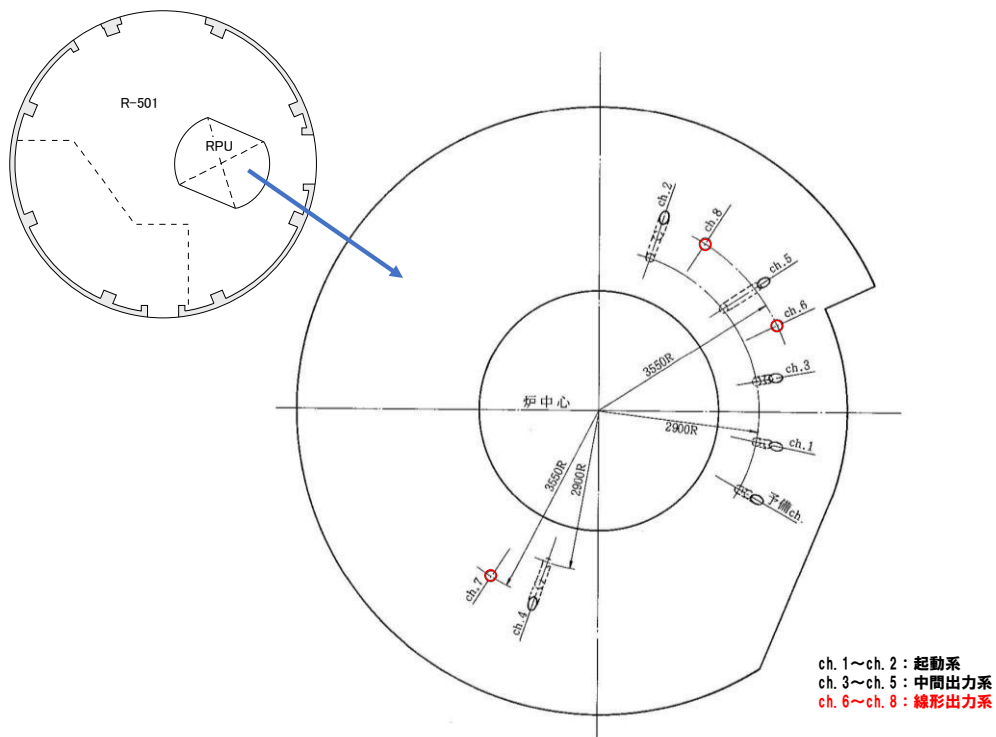 R-501
RPU
ch.2
ch.8
ch.5
ch.6
3550R
ch.3
炉中心
2900R
ch.1
3550R
2900R
予備ch.
ch.7
ch.4
ch.1～ch.2：起動系
ch.3～ch.5：中間出力系
ch.6～ch.8：線形出力系